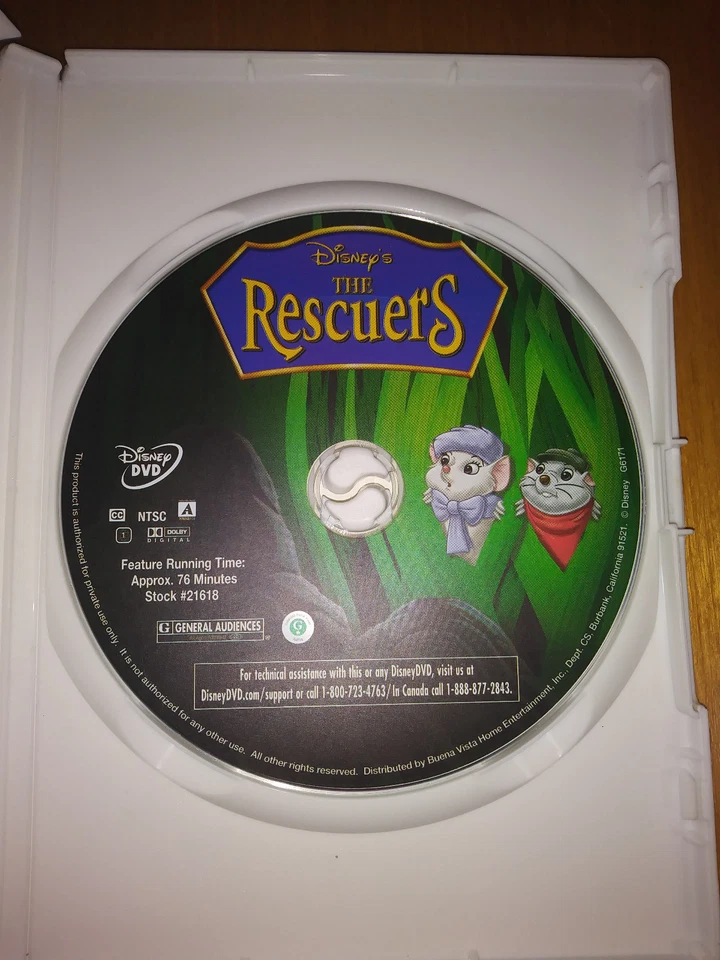 Disney's
THE
Rescuers
Disney
DVD
CC NTSC A
1 DOLBY
DIGITAL
Feature Running Time:
Approx. 76 Minutes
Stock #21618
G GENERAL AUDIENCES
G
For technical assistance with this or any DisneyDVD, visit us at
DisneyDVD.com/support or call 1-800-723-4763/In Canada call 1-888-877-2843.
This product is authorized for private use only. It is not authorized for any other use. All other rights reserved. Distributed by Buena Vista Home Entertainment, Inc., Dept. CS, Burbank, California 91521. © Disney G6171